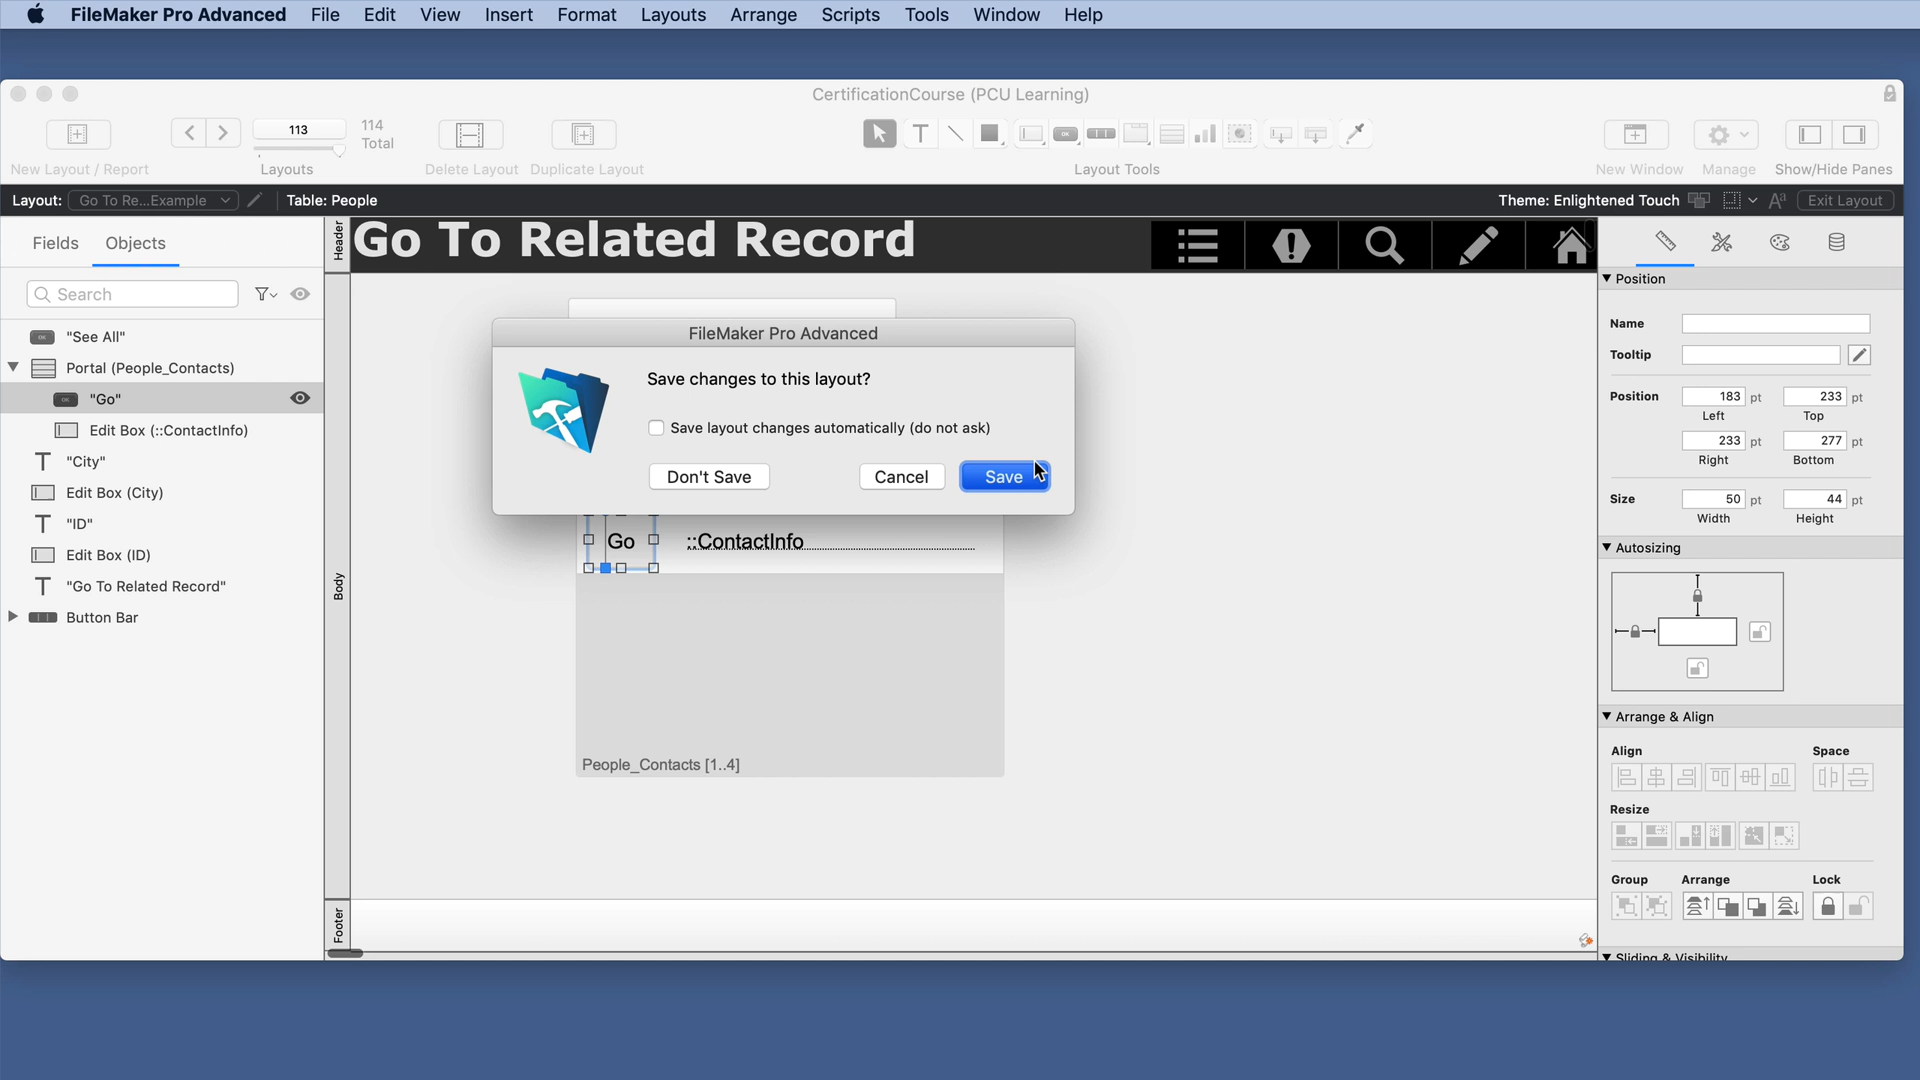 FileMaker Pro Advanced File Edit View Insert Format Layouts Arrange Scripts Tools Window Help
CertificationCourse (PCU Learning)
113
114
Total
New Layout / Report
Layouts
Delete Layout
Duplicate Layout
Layout Tools
New Window
Manage
Show/Hide Panes
Layout: Go To Re...Example Table: People
Theme: Enlightened Touch
Exit Layout
Fields Objects
Search
"See All"
Portal (People_Contacts)
"Go"
Edit Box (::ContactInfo)
"City"
Edit Box (City)
"ID"
Edit Box (ID)
"Go To Related Record"
Button Bar
Header
Body
Footer
Go To Related Record
FileMaker Pro Advanced
Save changes to this layout?
Save layout changes automatically (do not ask)
Don't Save
Cancel
Save
Go
::ContactInfo
People_Contacts [1..4]
Position
Name
Tooltip
Position 183 pt 233 pt
Left Top
233 pt 277 pt
Right Bottom
Size 50 pt 44 pt
Width Height
Autosizing
Arrange & Align
Align Space
Resize
Group Arrange Lock
Sliding & Visibility